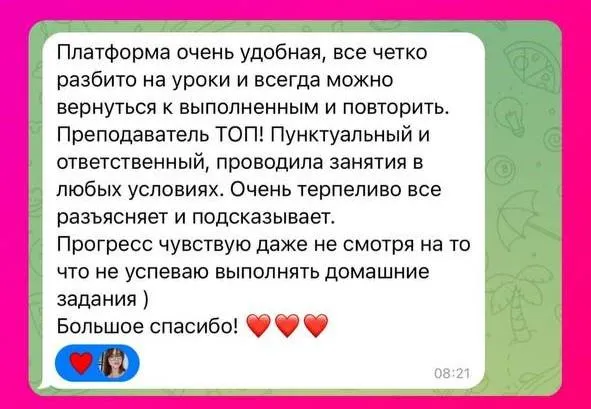 Платформа очень удобная, все четко
разбито на уроки и всегда можно
вернуться к выполненным и повторить.
Преподаватель ТОП! Пунктуальный и
ответственный, проводила занятия в
любых условиях. Очень терпеливо все
разъясняет и подсказывает.
Прогресс чувствую даже не смотря на то
что не успеваю выполнять домашние
задания )
Большое спасибо! ❤️❤️❤️
08:21